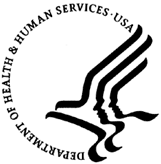 DEPARTMENT OF HEALTH & HUMAN SERVICES·USA